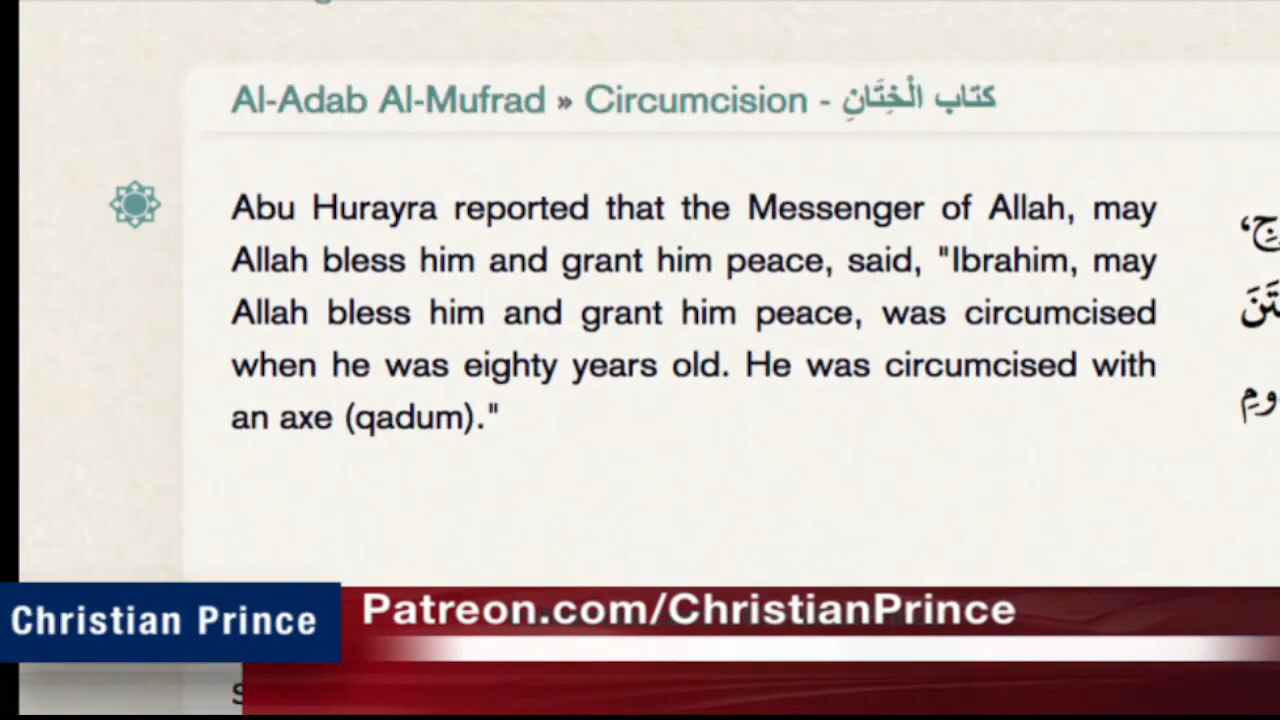 Al-Adab Al-Mufrad » Circumcision - كتاب الْخِتَانِ
Abu Hurayra reported that the Messenger of Allah, may
Allah bless him and grant him peace, said, "Ibrahim, may
Allah bless him and grant him peace, was circumcised
when he was eighty years old. He was circumcised with
an axe (qadum)."
Christian Prince
Patreon.com/ChristianPrince